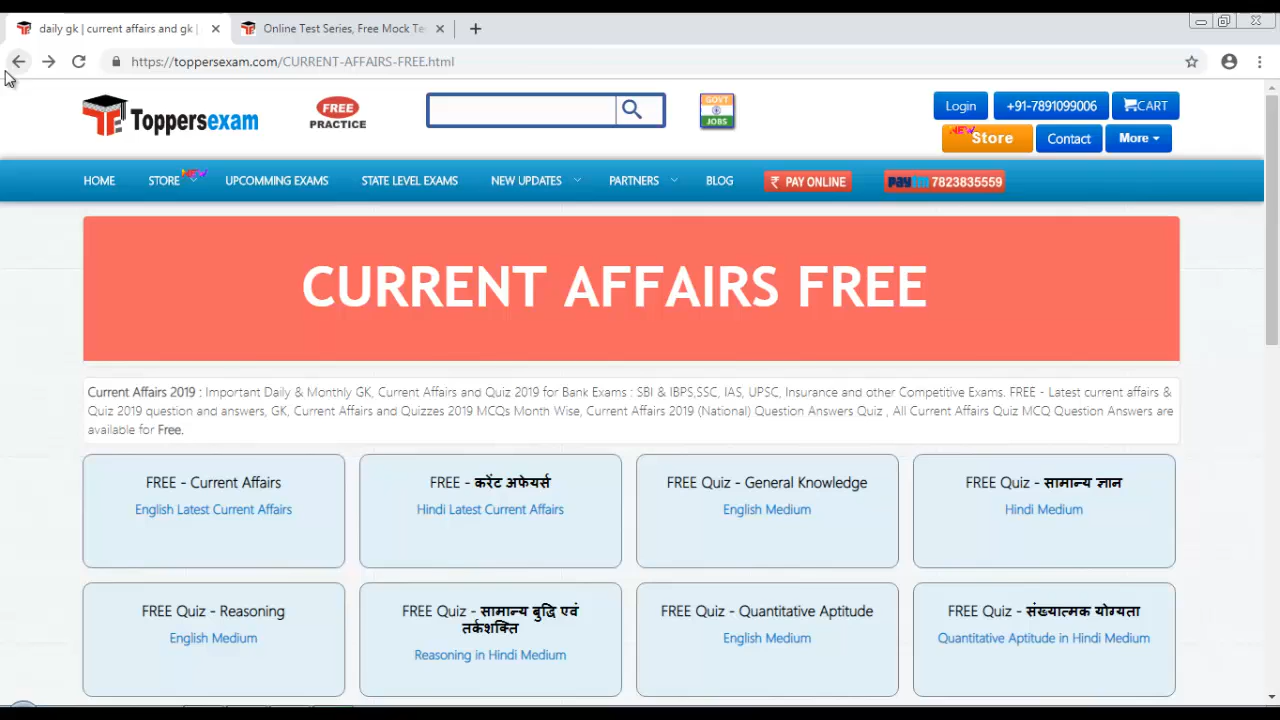 daily gk | current affairs and gk |
Online Test Series, Free Mock Te
https://toppersexam.com/CURRENT-AFFAIRS-FREE.html
Toppersexam
FREE
PRACTICE
GOVT
JOBS
Login
+91-7891099006
CART
NEW
Store
Contact
More
HOME
STORE
NEW
UPCOMMING EXAMS
STATE LEVEL EXAMS
NEW UPDATES
PARTNERS
BLOG
₹ PAY ONLINE
Paytm 7823835559
CURRENT AFFAIRS FREE
Current Affairs 2019 : Important Daily & Monthly GK, Current Affairs and Quiz 2019 for Bank Exams : SBI & IBPS,SSC, IAS, UPSC, Insurance and other Competitive Exams. FREE - Latest current affairs &
Quiz 2019 question and answers, GK, Current Affairs and Quizzes 2019 MCQs Month Wise, Current Affairs 2019 (National) Question Answers Quiz , All Current Affairs Quiz MCQ Question Answers are
available for Free.
FREE - Current Affairs
English Latest Current Affairs
FREE - करेंट अफेयर्स
Hindi Latest Current Affairs
FREE Quiz - General Knowledge
English Medium
FREE Quiz - सामान्य ज्ञान
Hindi Medium
FREE Quiz - Reasoning
English Medium
FREE Quiz - सामान्य बुद्धि एवं
तर्कशक्ति
Reasoning in Hindi Medium
FREE Quiz - Quantitative Aptitude
English Medium
FREE Quiz - संख्यात्मक योग्यता
Quantitative Aptitude in Hindi Medium